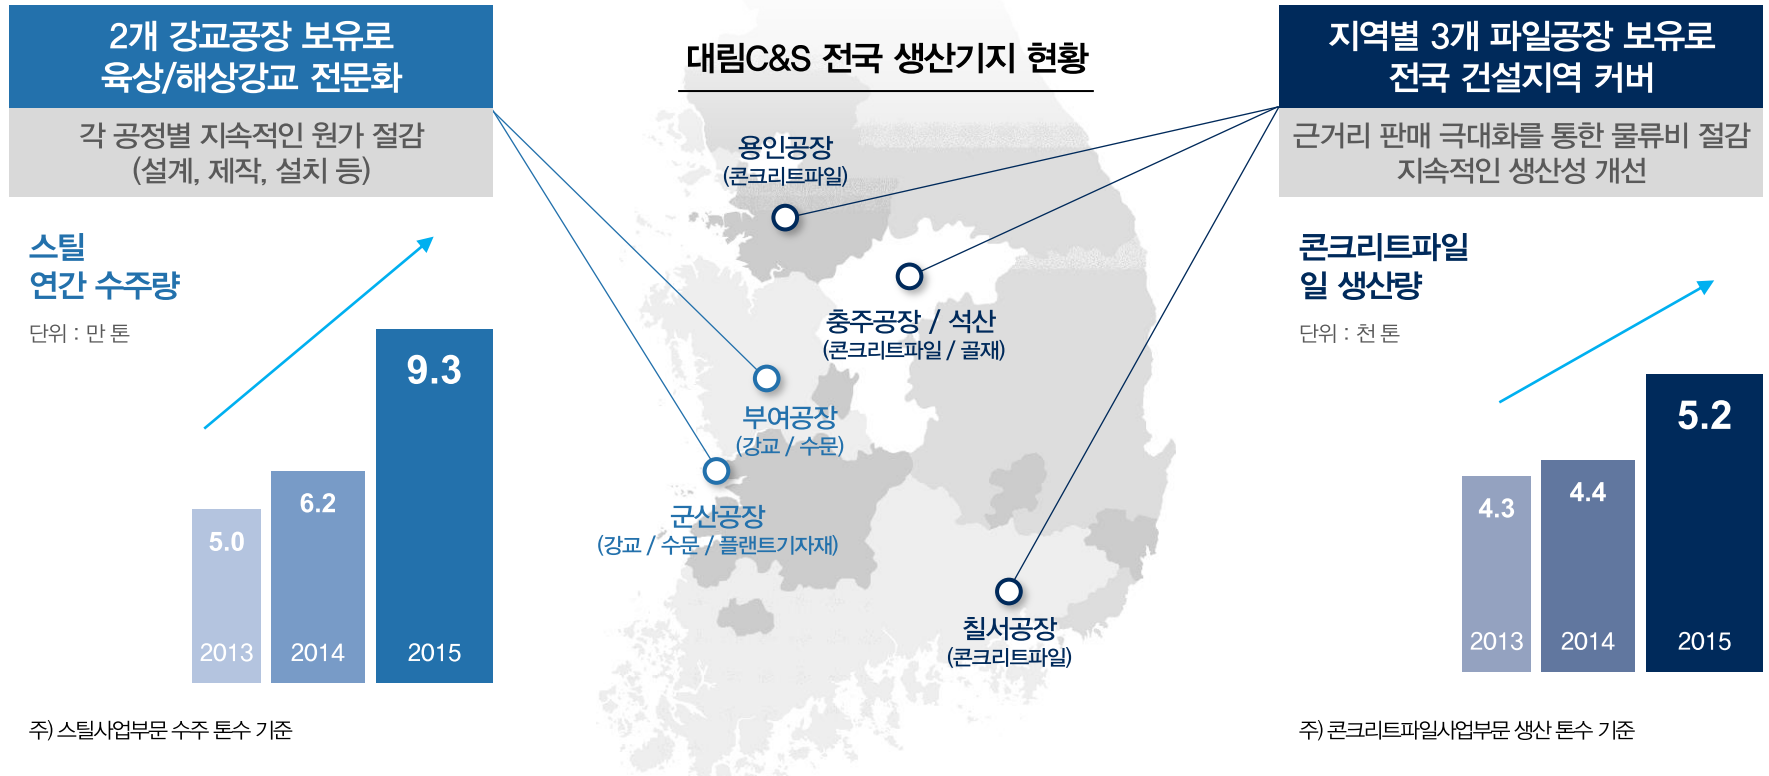 2개 강교공장 보유로
육상/해상강교 전문화
각 공정별 지속적인 원가 절감
(설계, 제작, 설치 등)
스틸
연간 수주량
단위 : 만 톤
5.0
6.2
9.3
2013
2014
2015
주) 스틸사업부문 수주 톤수 기준
대림C&S 전국 생산기지 현황
용인공장
(콘크리트파일)
충주공장 / 석산
(콘크리트파일 / 골재)
부여공장
(강교 / 수문)
군산공장
(강교 / 수문 / 플랜트기자재)
칠서공장
(콘크리트파일)
지역별 3개 파일공장 보유로
전국 건설지역 커버
근거리 판매 극대화를 통한 물류비 절감
지속적인 생산성 개선
콘크리트파일
일 생산량
단위 : 천 톤
4.3
4.4
5.2
2013
2014
2015
주) 콘크리트파일사업부문 생산 톤수 기준